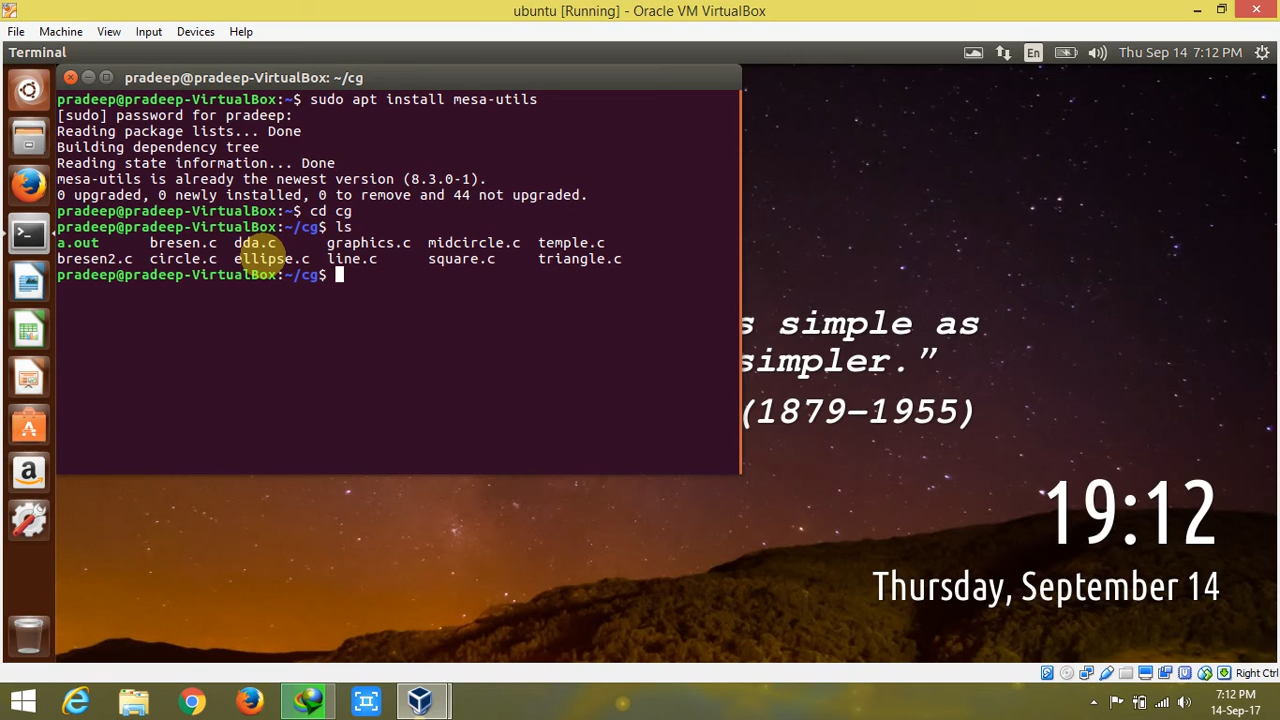 ubuntu [Running] - Oracle VM VirtualBox
File Machine View Input Devices Help
Terminal
En
Thu Sep 14 7:12 PM
pradeep@pradeep-VirtualBox: ~/cg
pradeep@pradeep-VirtualBox:~$ sudo apt install mesa-utils
[sudo] password for pradeep:
Reading package lists... Done
Building dependency tree
Reading state information... Done
mesa-utils is already the newest version (8.3.0-1).
0 upgraded, 0 newly installed, 0 to remove and 44 not upgraded.
pradeep@pradeep-VirtualBox:~$ cd cg
pradeep@pradeep-VirtualBox:~/cg$ ls
a.out bresen.c dda.c graphics.c midcircle.c temple.c
bresen2.c circle.c ellipse.c line.c square.c triangle.c
pradeep@pradeep-VirtualBox:~/cg$
s simple as
simpler.”
(1879–1955)
19:12
Thursday, September 14
Right Ctrl
7:12 PM
14-Sep-17